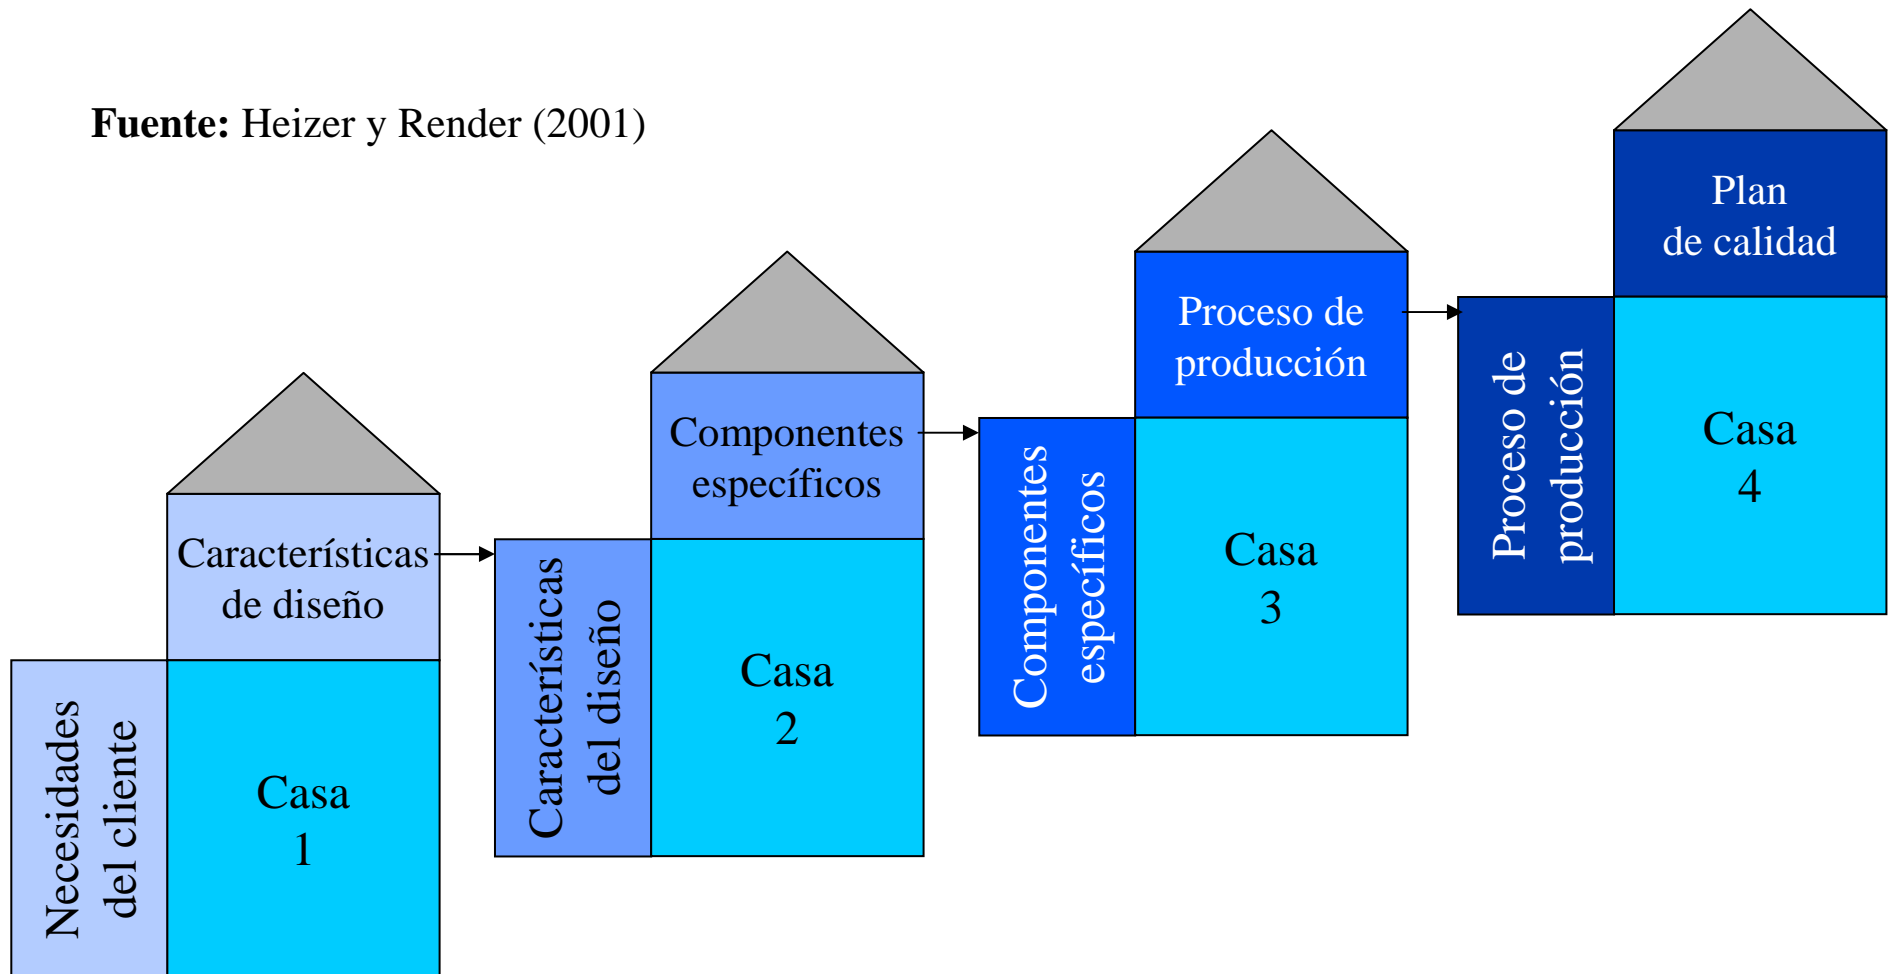 Fuente: Heizer y Render (2001)
Necesidades
del cliente
Características
de diseño
Casa
1
Características
del diseño
Componentes
específicos
Casa
2
Componentes
específicos
Proceso de
producción
Casa
3
Proceso de
producción
Plan
de calidad
Casa
4